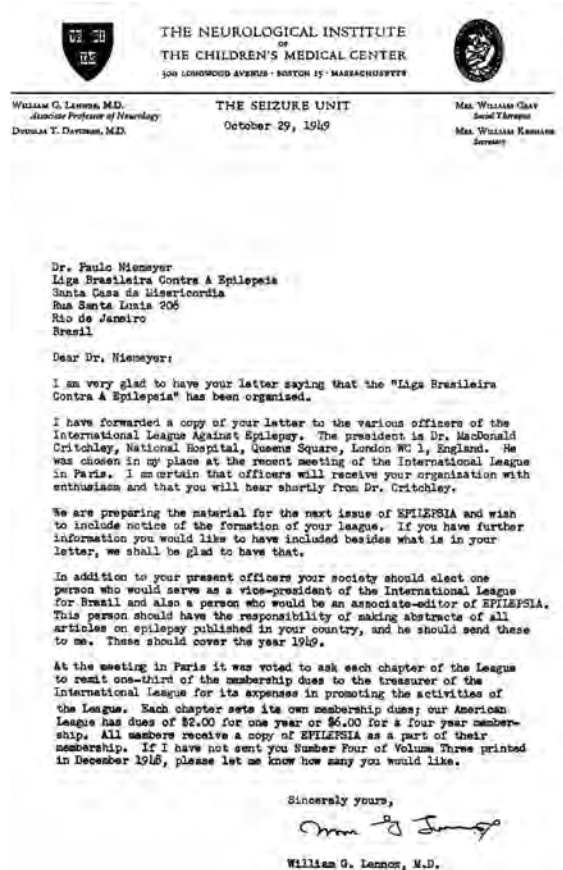 THE NEUROLOGICAL INSTITUTE
OF
THE CHILDREN'S MEDICAL CENTER
300 LONGWOOD AVENUE · BOSTON 15 · MASSACHUSETTS
WILLIAM G. LENNOX, M.D.
Associate Professor of Neurology
DOUGLAS T. DAVIDSON, M.D.
THE SEIZURE UNIT
October 29, 1949
MRS. WILLIAM GRAY
Social Therapist
MRS. WILLIAM
Secretary
Dr. Paulo Niemeyer
Liga Brasileira Contra A Epilepsia
Santa Casa da Misericordia
Rua Santa Luzia 206
Rio de Janeiro
Brasil
Dear Dr. Niemeyer:
I am very glad to have your letter saying that the "Liga Brasileira
Contra A Epilepsia" has been organized.
I have forwarded a copy of your letter to the various officers of the
International League Against Epilepsy. The president is Dr. MacDonald
Critchley, National Hospital, Queens Square, London WC 1, England. He
was chosen in my place at the recent meeting of the International League
in Paris. I am certain that officers will receive your organization with
enthusiasm and that you will hear shortly from Dr. Critchley.
We are preparing the material for the next issue of EPILEPSIA and wish
to include notice of the formation of your league. If you have further
information you would like to have included besides what is in your
letter, we shall be glad to have that.
In addition to your present officers your society should elect one
person who would serve as a vice-president of the International League
for Brazil and also a person who would be an associate-editor of EPILEPSIA.
This person should have the responsibility of making abstracts of all
articles on epilepsy published in your country, and he should send these
to me. These should cover the year 1949.
At the meeting in Paris it was voted to ask each chapter of the League
to remit one-third of the membership dues to the treasurer of the
International League for its expenses in promoting the activities of
the League. Each chapter sets its own membership dues; our American
League has dues of $2.00 for one year or $6.00 for a four year member-
ship. All members receive a copy of EPILEPSIA as a part of their
membership. If I have not sent you Number Four of Volume Three printed
in December 1948, please let me know how many you would like.
Sincerely yours,
Wm G Lennox
William G. Lennox, M.D.